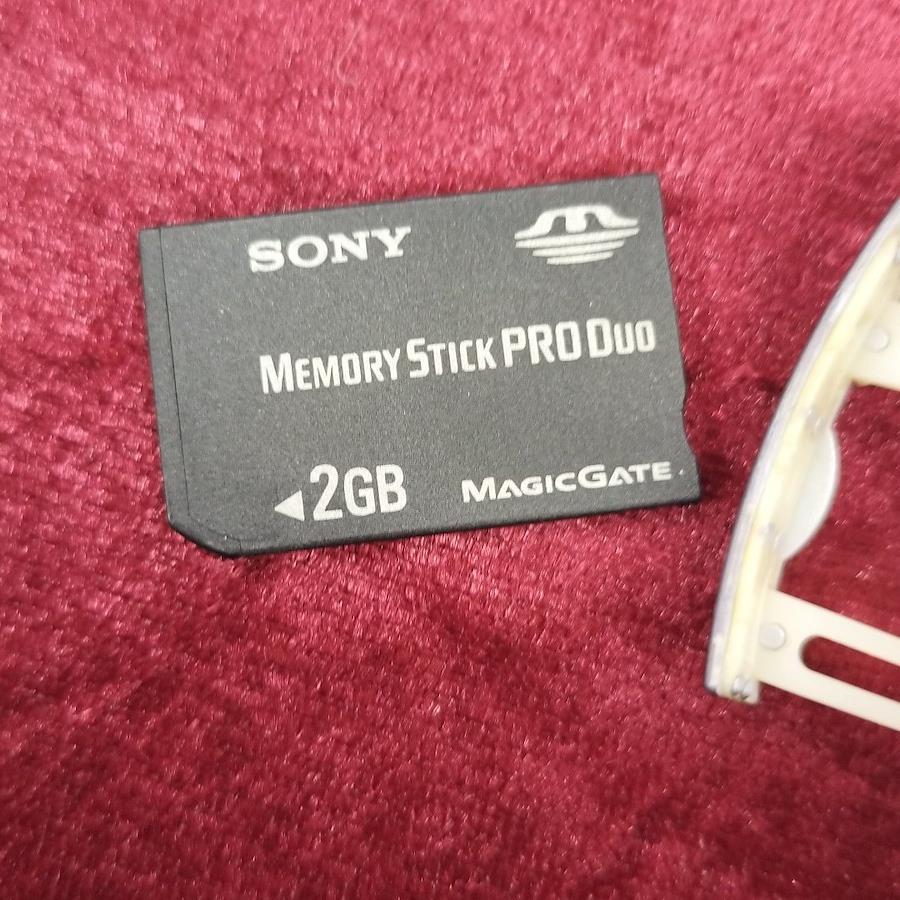 SONY
MEMORY STICK PRO DUO
2GB
MAGICGATE